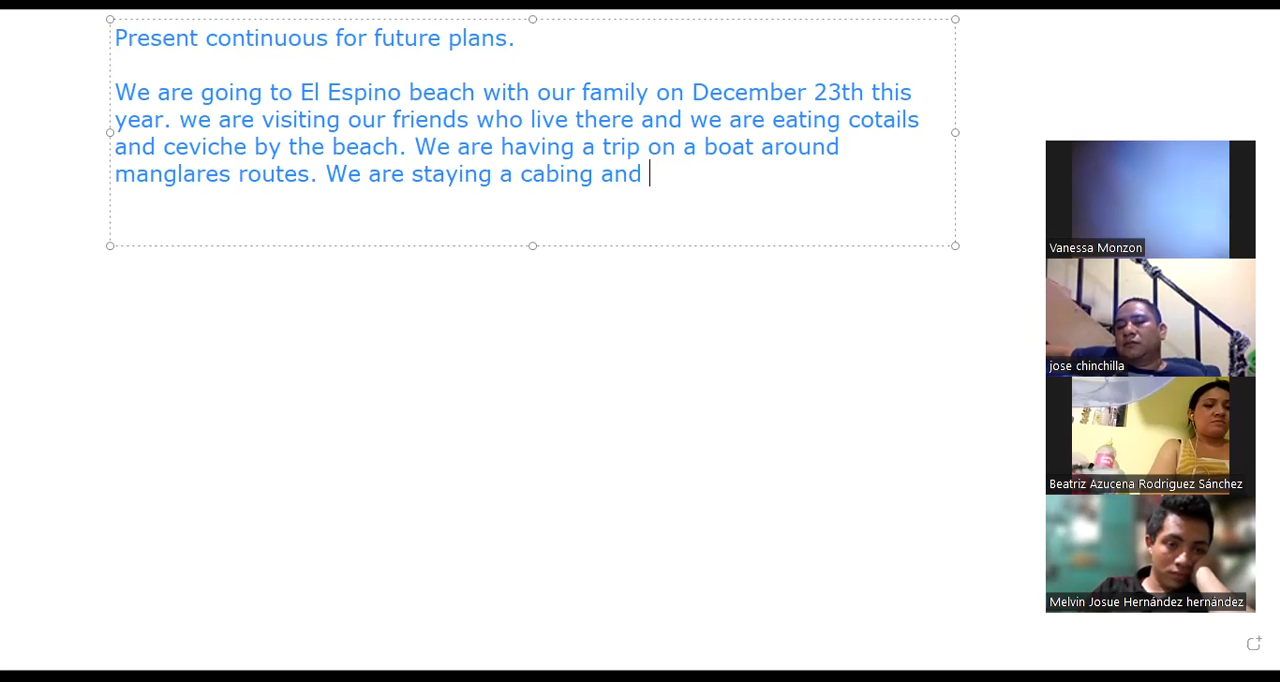 Present continuous for future plans.
We are going to El Espino beach with our family on December 23th this
year. we are visiting our friends who live there and we are eating cotails
and ceviche by the beach. We are having a trip on a boat around
manglares routes. We are staying a cabing and
Vanessa Monzon
jose chinchilla
Beatriz Azucena Rodriguez Sánchez
Melvin Josue Hernández hernández